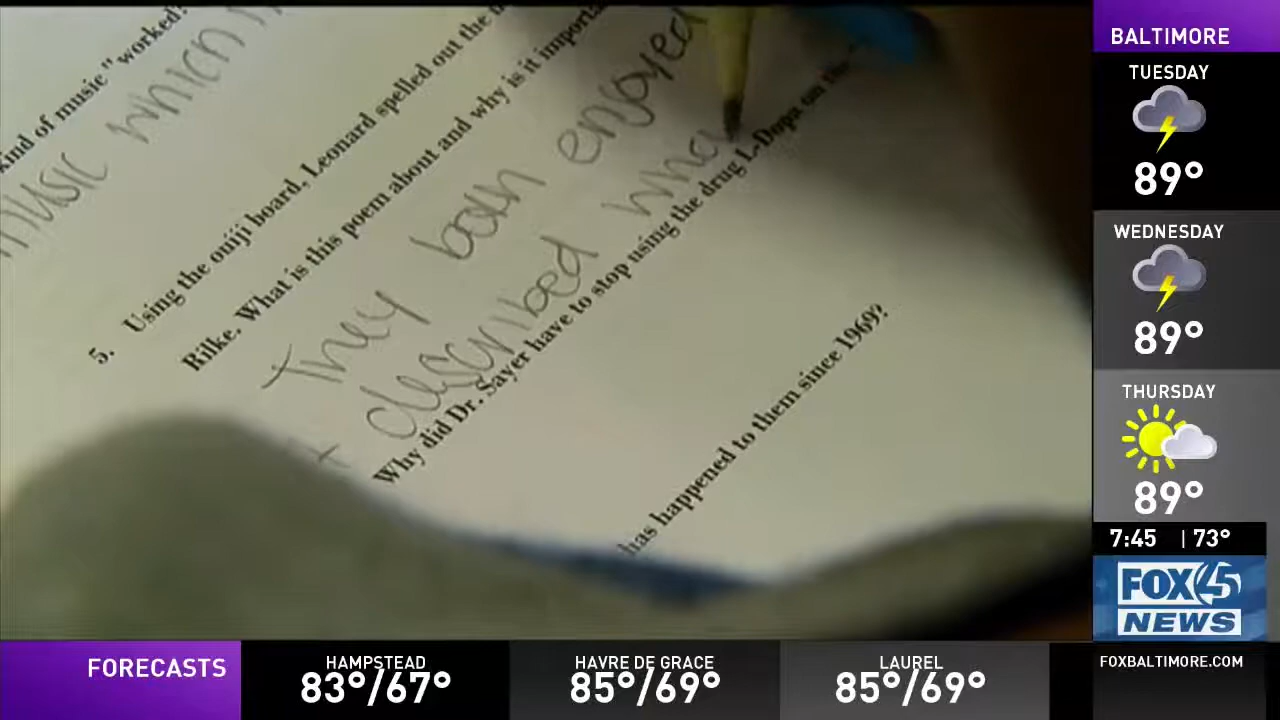 kind of music "worked?
music which
5. Using the ouiji board, Leonard spelled out the
Rilke. What is this poem about and why is it importa
They both enjoyed
described
Why did Dr. Sayer have to stop using the drug L-Dopa on the
has happened to them since 1969?
BALTIMORE
TUESDAY
89°
WEDNESDAY
89°
THURSDAY
89°
7:45 | 73°
FOX45
NEWS
FOXBALTIMORE.COM
FORECASTS
HAMPSTEAD
83°/67°
HAVRE DE GRACE
85°/69°
LAUREL
85°/69°